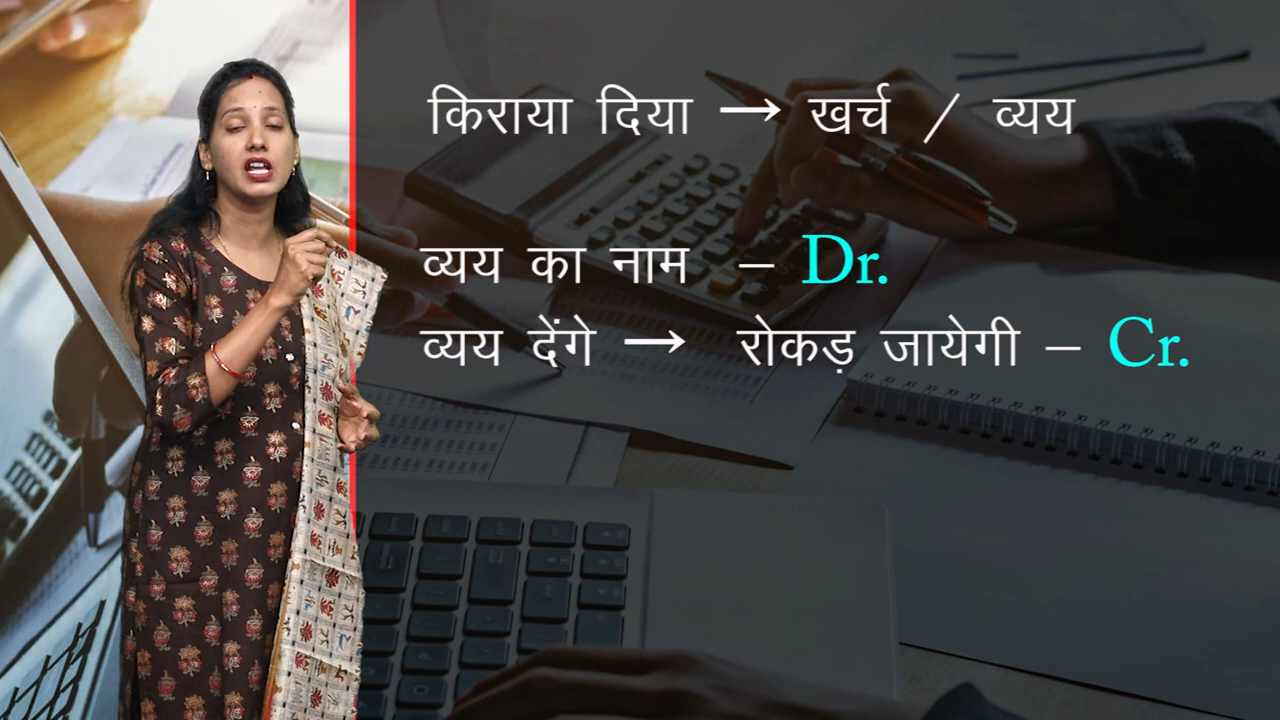 किराया दिया → खर्च / व्यय
व्यय का नाम – Dr.
व्यय देंगे → रोकड़ जायेगी – Cr.